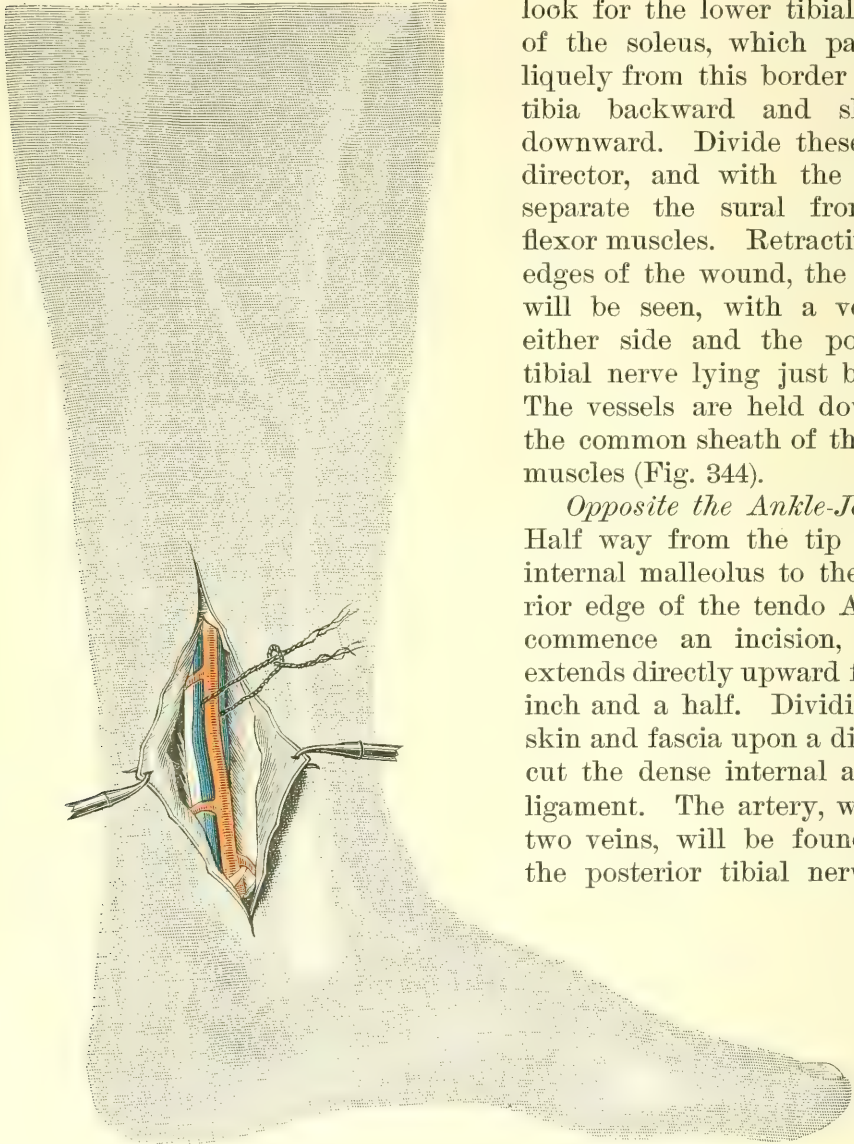 look for the lower tibial
of the soleus, which pa
liquely from this border
tibia backward and s
downward. Divide these
director, and with the
separate the sural from
flexor muscles. Retracti
edges of the wound, the
will be seen, with a ve
either side and the po
tibial nerve lying just b
The vessels are held do
the common sheath of th
muscles (Fig. 344).
Opposite the Ankle-J
Half way from the tip
internal malleolus to the
rior edge of the tendo A
commence an incision,
extends directly upward f
inch and a half. Dividi
skin and fascia upon a di
cut the dense internal a
ligament. The artery, w
two veins, will be foun
the posterior tibial nerv